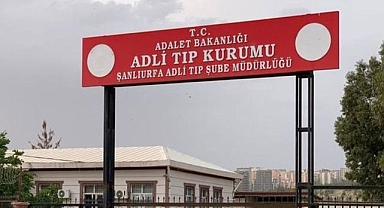 T.C.
ADALET BAKANLIĞI
ADLİ TIP KURUMU
ŞANLIURFA ADLİ TIP ŞUBE MÜDÜRLÜĞÜ